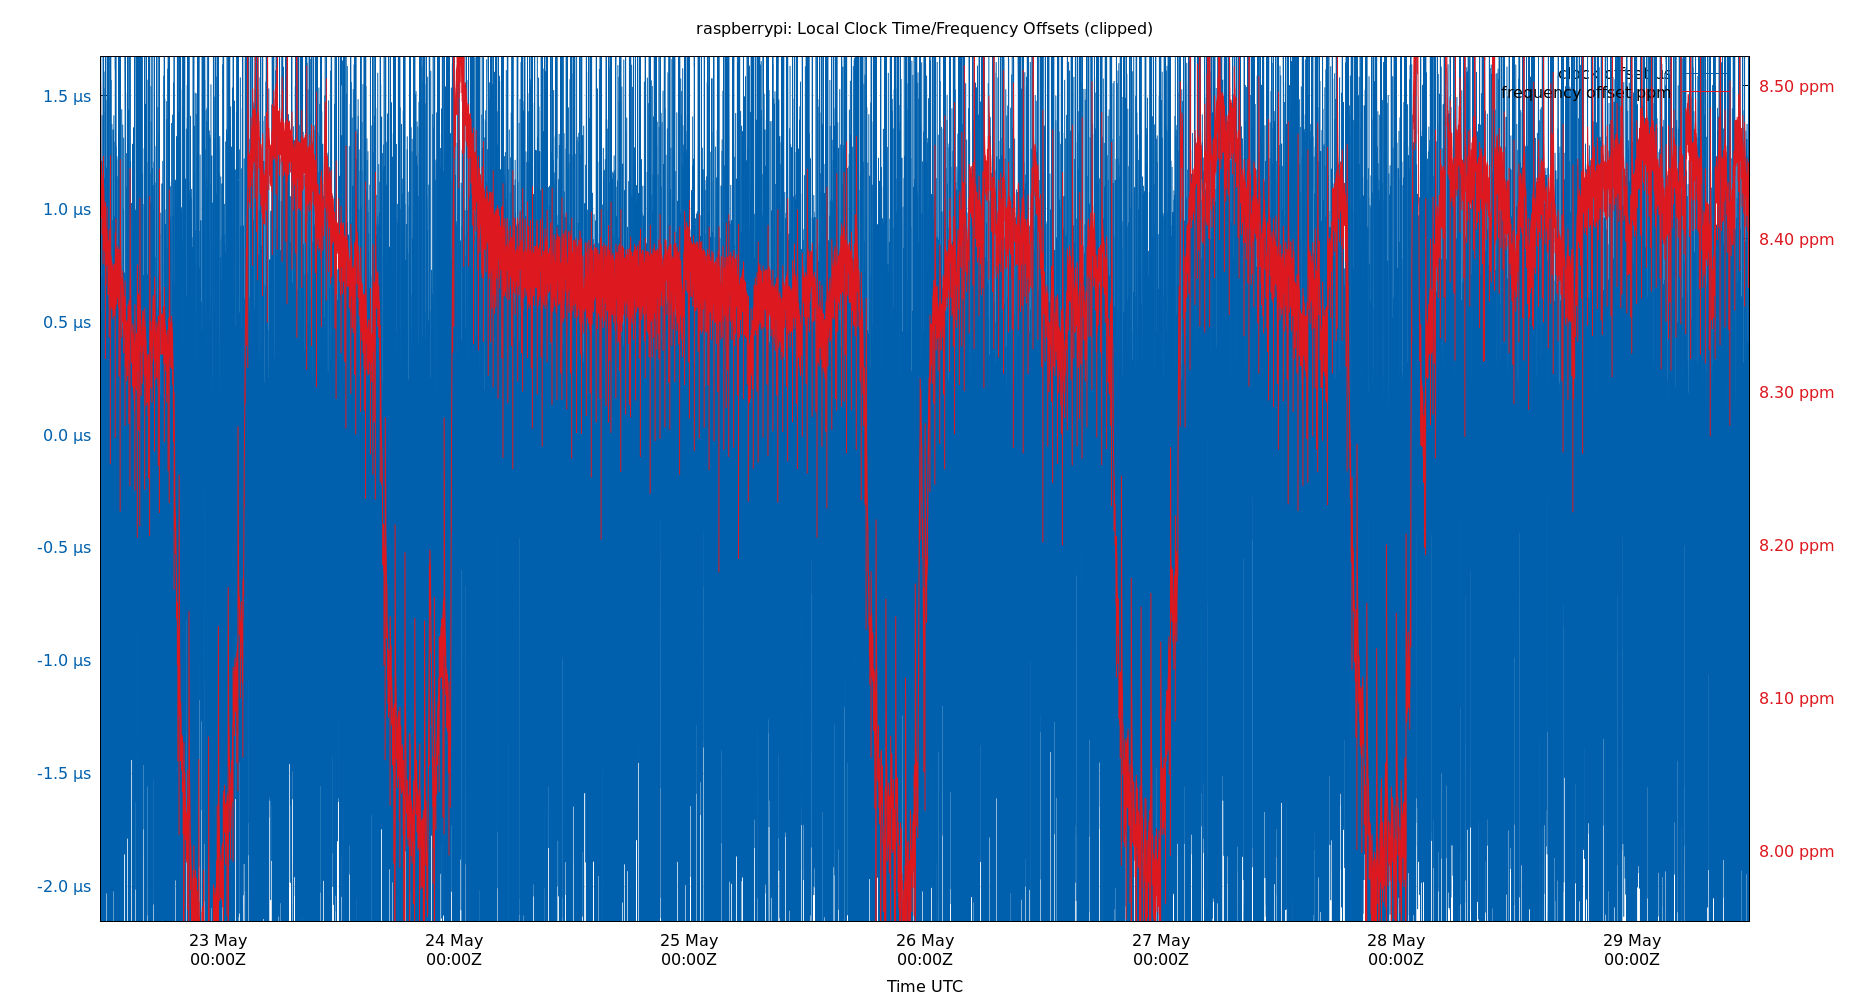 raspberrypi: Local Clock Time/Frequency Offsets (clipped)
clock offset µs
frequency offset ppm
1.5 µs
1.0 µs
0.5 µs
0.0 µs
-0.5 µs
-1.0 µs
-1.5 µs
-2.0 µs
8.50 ppm
8.40 ppm
8.30 ppm
8.20 ppm
8.10 ppm
8.00 ppm
23 May
00:00Z
24 May
00:00Z
25 May
00:00Z
26 May
00:00Z
27 May
00:00Z
28 May
00:00Z
29 May
00:00Z
Time UTC